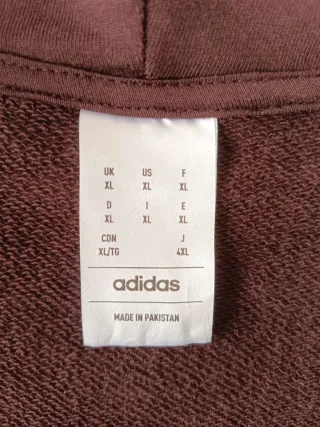 UK US F
XL XL XL
D I E
XL XL XL
CDN J
XL/TG 4XL
adidas
MADE IN PAKISTAN